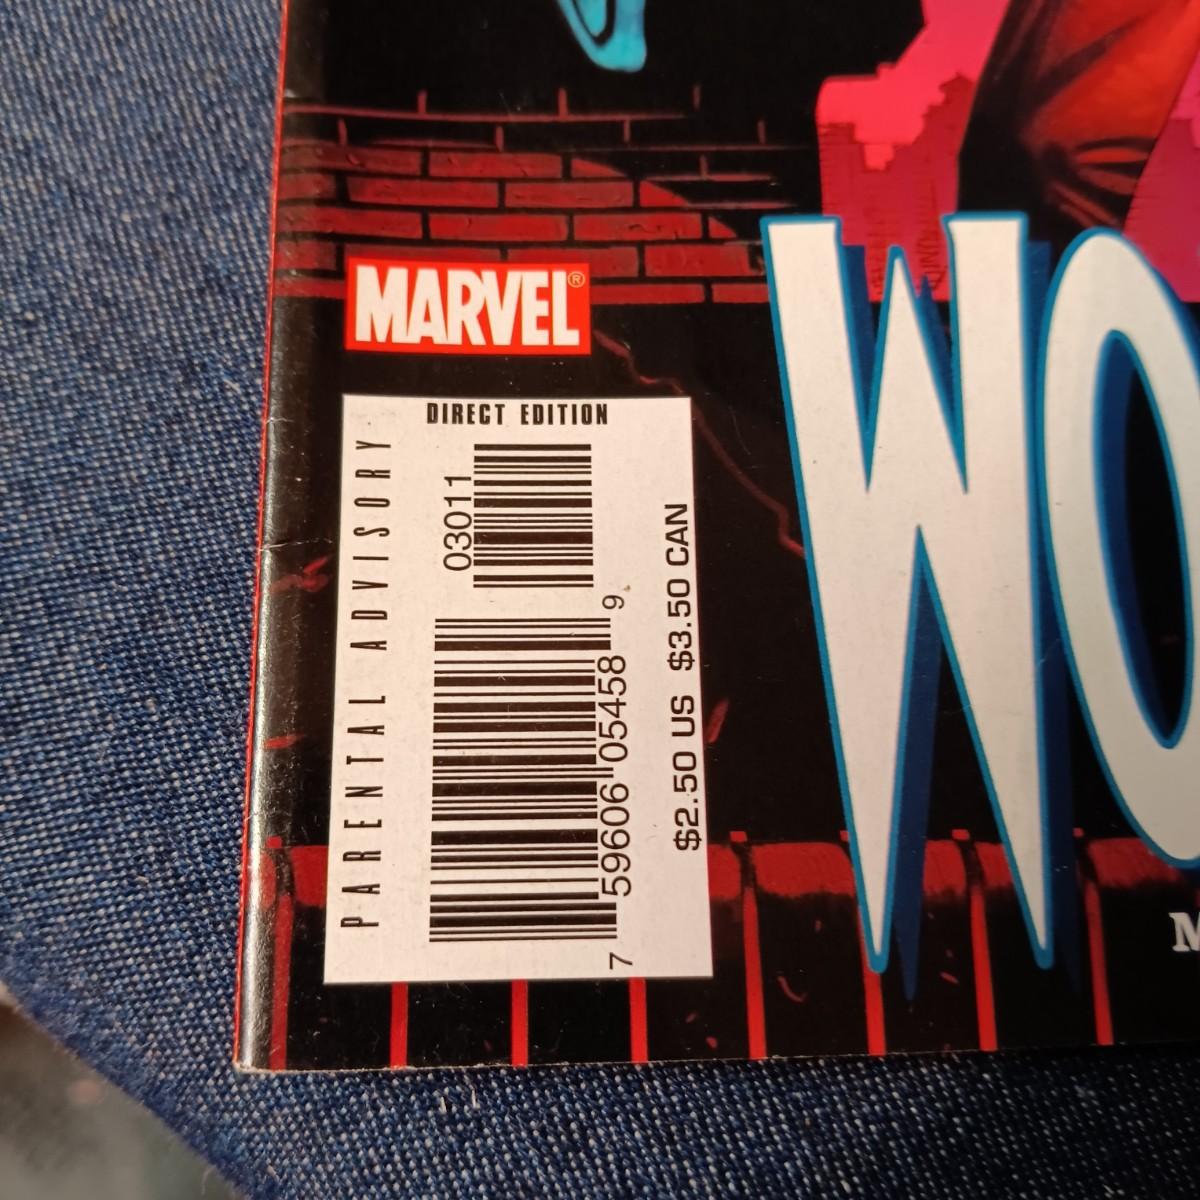 MARVEL®
DIRECT EDITION
PARENTAL ADVISORY
03011
7 59606 05458 9
$2.50 US $3.50 CAN
WO
M